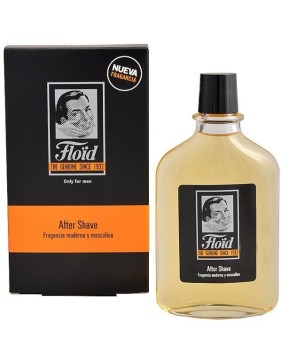 NUEVA
FRAGANCIA
Floïd
THE GENUINE SINCE 1932
Only for men
After Shave
Fragancia moderna y masculina
Floïd
THE GENUINE SINCE 1932
After Shave
Fragancia moderna y masculina